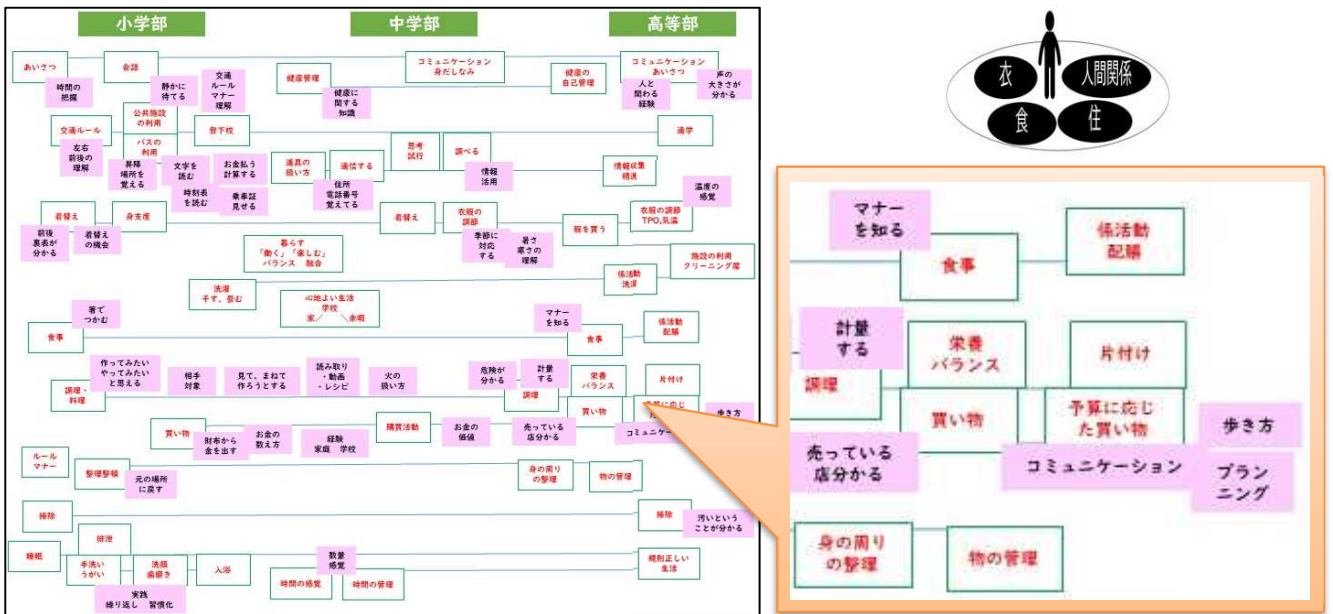 小学部
中学部
高等部
あいさつ
会話
健康管理
コミュニケーション
身だしなみ
健康の
自己管理
コミュニケーション
あいさつ
時間の
把握
静かに
待てる
交通
ルール
マナー
理解
健康に
関する
知識
人と
関わる
経験
声の
大きさが
分かる
交通ルール
公共施設
の利用
バスの
利用
登下校
思考
試行
調べる
通学
左右
前後の
理解
昇降
場所を
覚える
文字を
読む
お金払う
計算する
時刻表
を読む
乗車証
見せる
道具の
扱い方
通信する
住所
電話番号
覚えてる
情報
活用
情報収集
精選
温度の
感覚
着替え
身支度
着替え
衣服の
調節
服を買う
衣服の調節
TPO,気温
前後
裏表が
分かる
着替え
の機会
季節に
対応
する
暑さ
寒さの
理解
暮らす
「働く」「楽しむ」
バランス 融合
施設の利用
クリーニング屋
洗濯
干す、畳む
心地よい生活
学校
家/ \余暇
係活動
洗濯
箸で
つかむ
食事
マナー
を知る
食事
係活動
配膳
作ってみたい
やってみたい
と思える
相手
対象
見て、まねて
作ろうとする
読み取り
・動画
・レシピ
火の
扱い方
危険が
分かる
計量
する
栄養
バランス
片付け
調理・
料理
調理
買い物
予算に応じ
歩き方
買い物
財布から
金を出す
お金の
数え方
経験
家庭 学校
購買活動
お金の
価値
売っている
店分かる
コミュニケー
ルール
マナー
整理整頓
元の場所
に戻す
身の周り
の整理
物の管理
掃除
掃除
汚いという
ことが分かる
睡眠
排泄
手洗い
うがい
洗顔
歯磨き
入浴
実践
繰り返し 習慣化
数量
感覚
時間の感覚
時間の管理
規則正しい
生活
衣
人間関係
食
住
マナー
を知る
食事
係活動
配膳
計量
する
調理
栄養
バランス
片付け
買い物
予算に応じ
た買い物
歩き方
売っている
店分かる
コミュニケーション
プラン
ニング
身の周り
の整理
物の管理